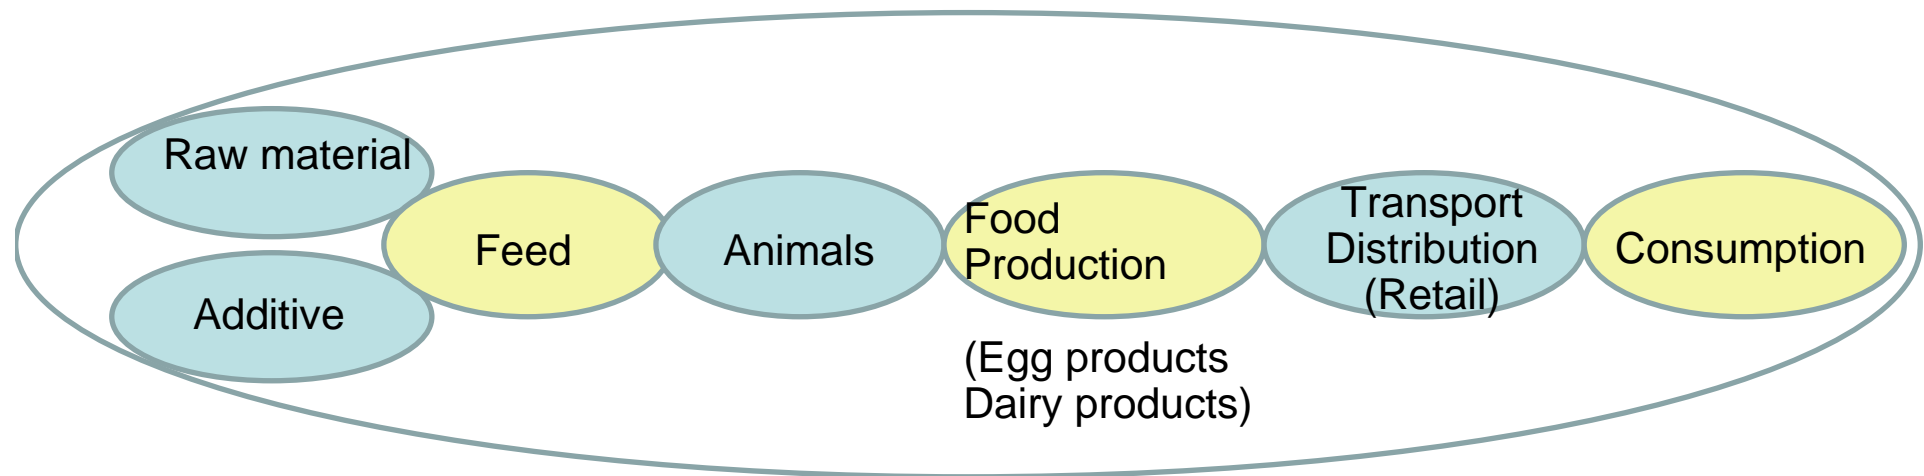 Raw material
Additive
Feed
Animals
Food
Production
(Egg products
Dairy products)
Transport
Distribution
(Retail)
Consumption